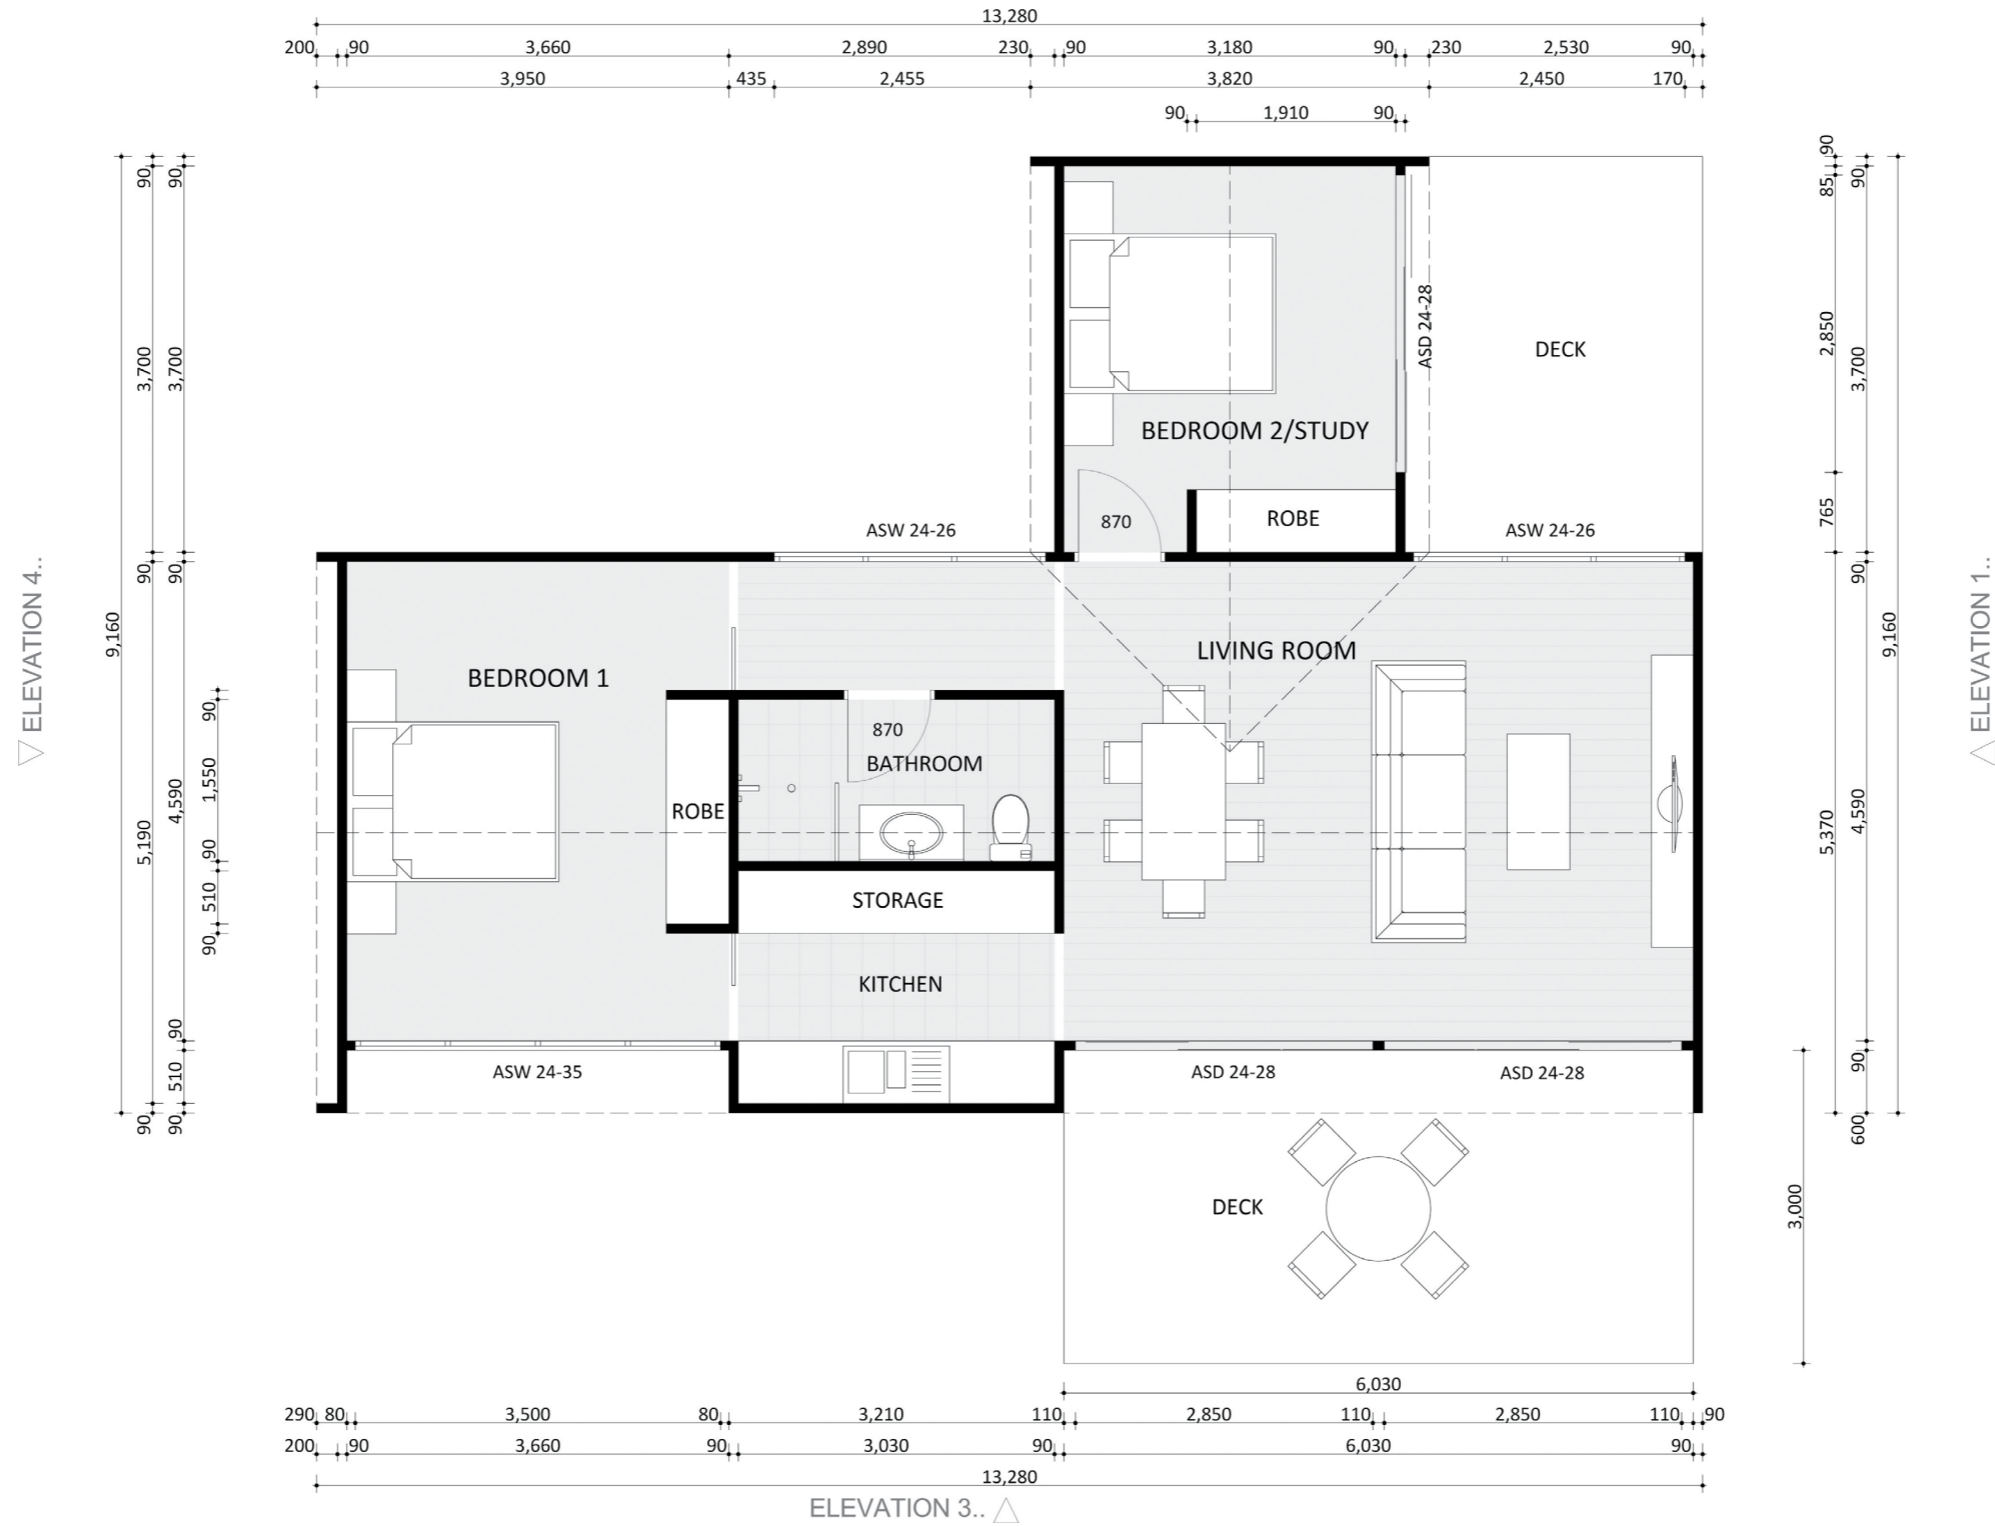 13,280
200 90 3,660 2,890 230 90 3,180 90 230 2,530 90
3,950 435 2,455 3,820 2,450 170
90 1,910 90
90 90 90
90 85
3,700 3,700 2,850 3,700
ASD 24-28
DECK
BEDROOM 2/STUDY
765
870 ROBE
ASW 24-26 ASW 24-26
90 90 90
▽ ELEVATION 4..
△ ELEVATION 1..
9,160 9,160
LIVING ROOM
BEDROOM 1
90
870
BATHROOM
1,550
4,590
5,190
ROBE
5,370
4,590
90
510
STORAGE
90
KITCHEN
90
510
ASW 24-35 ASD 24-28 ASD 24-28
90
90 90
600
DECK
3,000
6,030
290 80 3,500 80 3,210 110 2,850 110 2,850 110 90
200 90 3,660 90 3,030 90 6,030 90
13,280
ELEVATION 3.. △